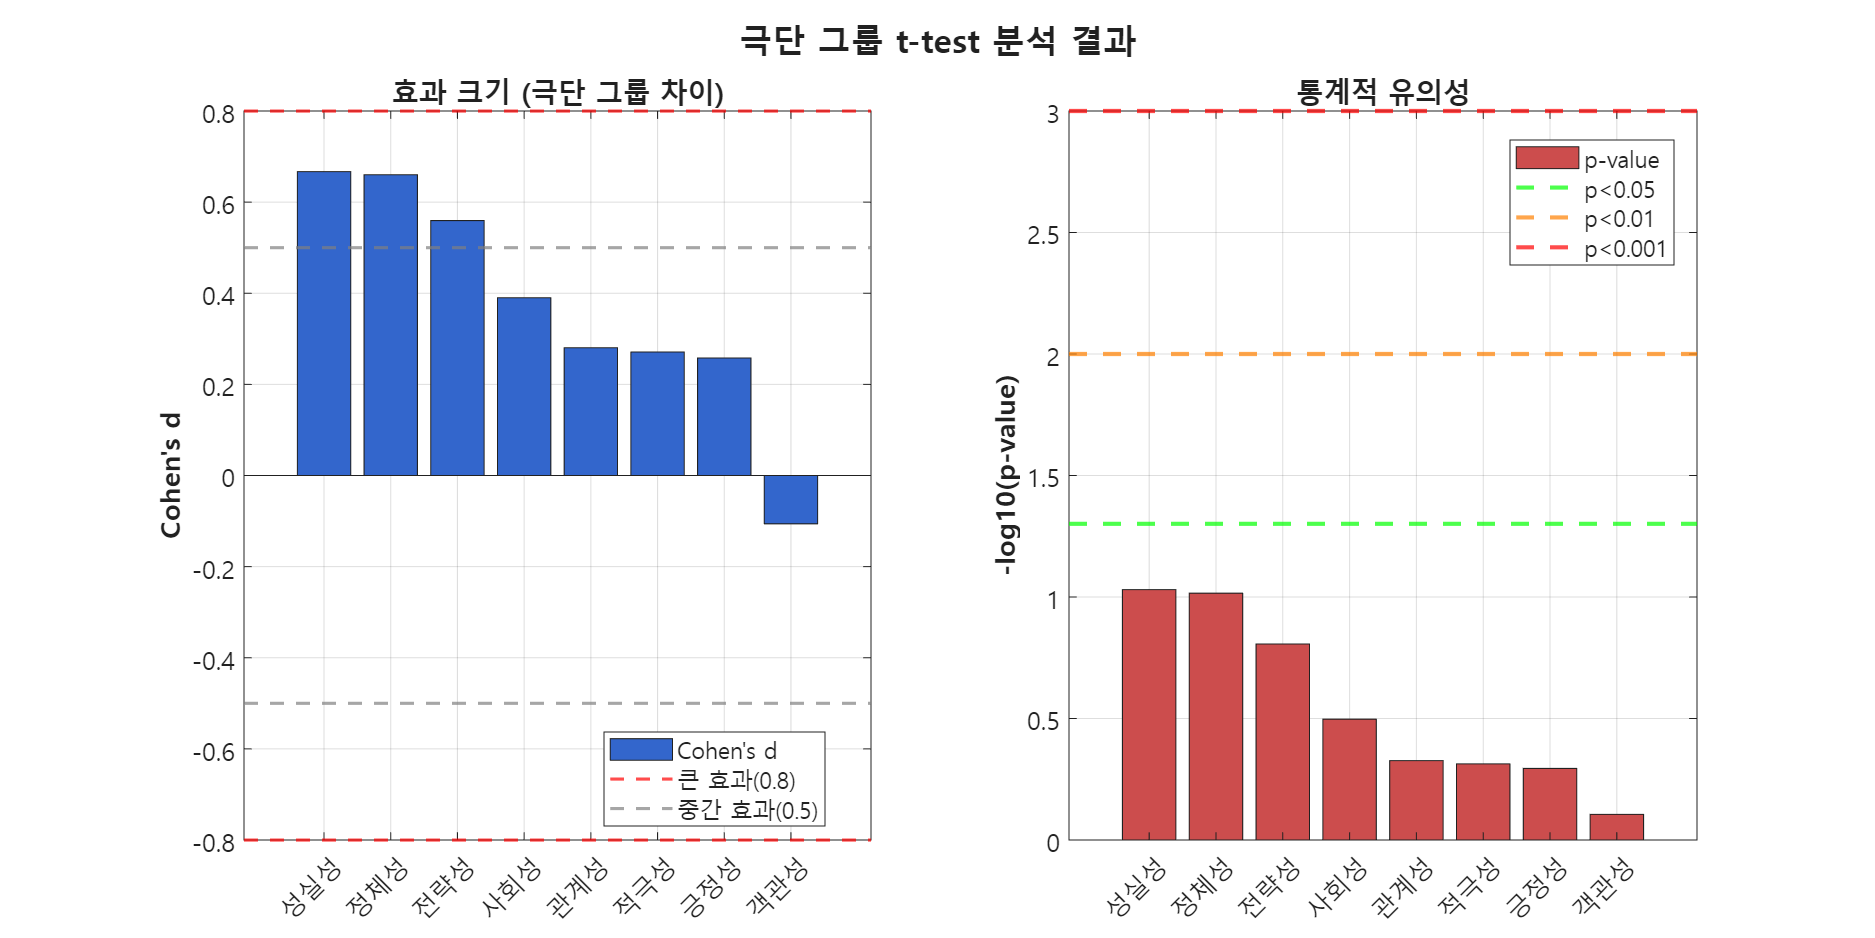 극단 그룹 t-test 분석 결과
효과 크기 (극단 그룹 차이)
Cohen's d
0.8
0.6
0.4
0.2
0
-0.2
-0.4
-0.6
-0.8
성실성
정체성
전략성
사회성
관계성
적극성
긍정성
객관성
Cohen's d
큰 효과(0.8)
중간 효과(0.5)
통계적 유의성
-log10(p-value)
3
2.5
2
1.5
1
0.5
0
성실성
정체성
전략성
사회성
관계성
적극성
긍정성
객관성
p-value
p<0.05
p<0.01
p<0.001